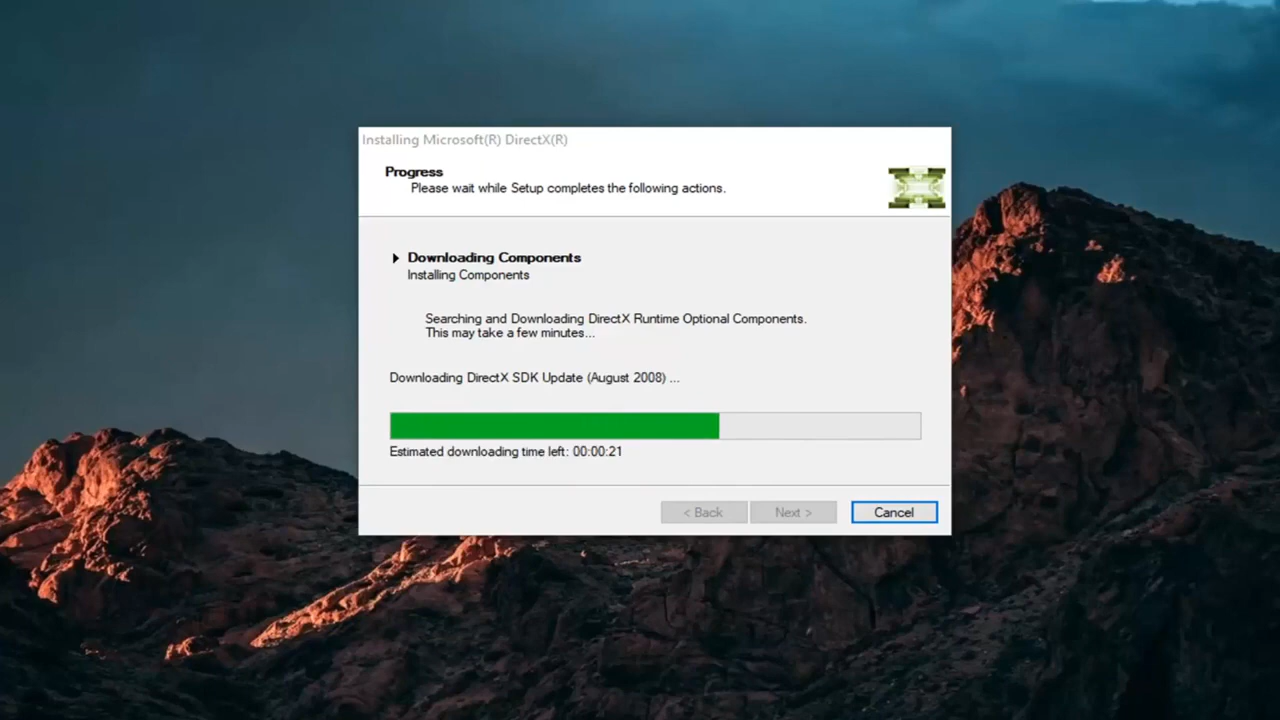 Installing Microsoft(R) DirectX(R)
Progress
Please wait while Setup completes the following actions.
Downloading Components
Installing Components
Searching and Downloading DirectX Runtime Optional Components.
This may take a few minutes...
Downloading DirectX SDK Update (August 2008) ...
Estimated downloading time left: 00:00:21
< Back Next > Cancel